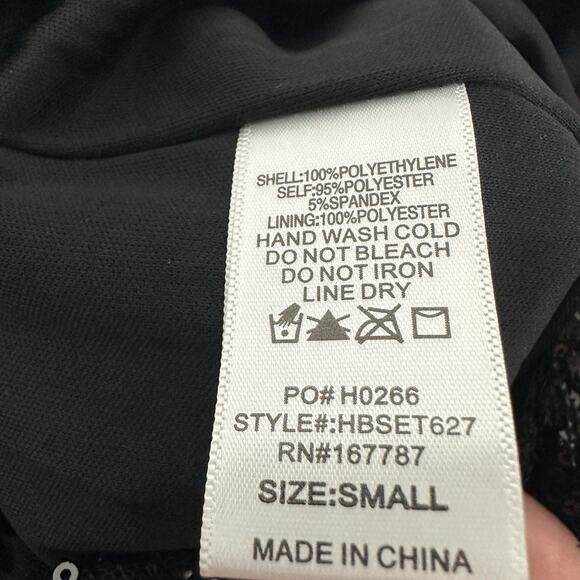 SHELL:100%POLYETHYLENE
SELF:95%POLYESTER
5%SPANDEX
LINING:100%POLYESTER
HAND WASH COLD
DO NOT BLEACH
DO NOT IRON
LINE DRY
PO# H0266
STYLE#:HBSET627
RN#167787
SIZE:SMALL
MADE IN CHINA